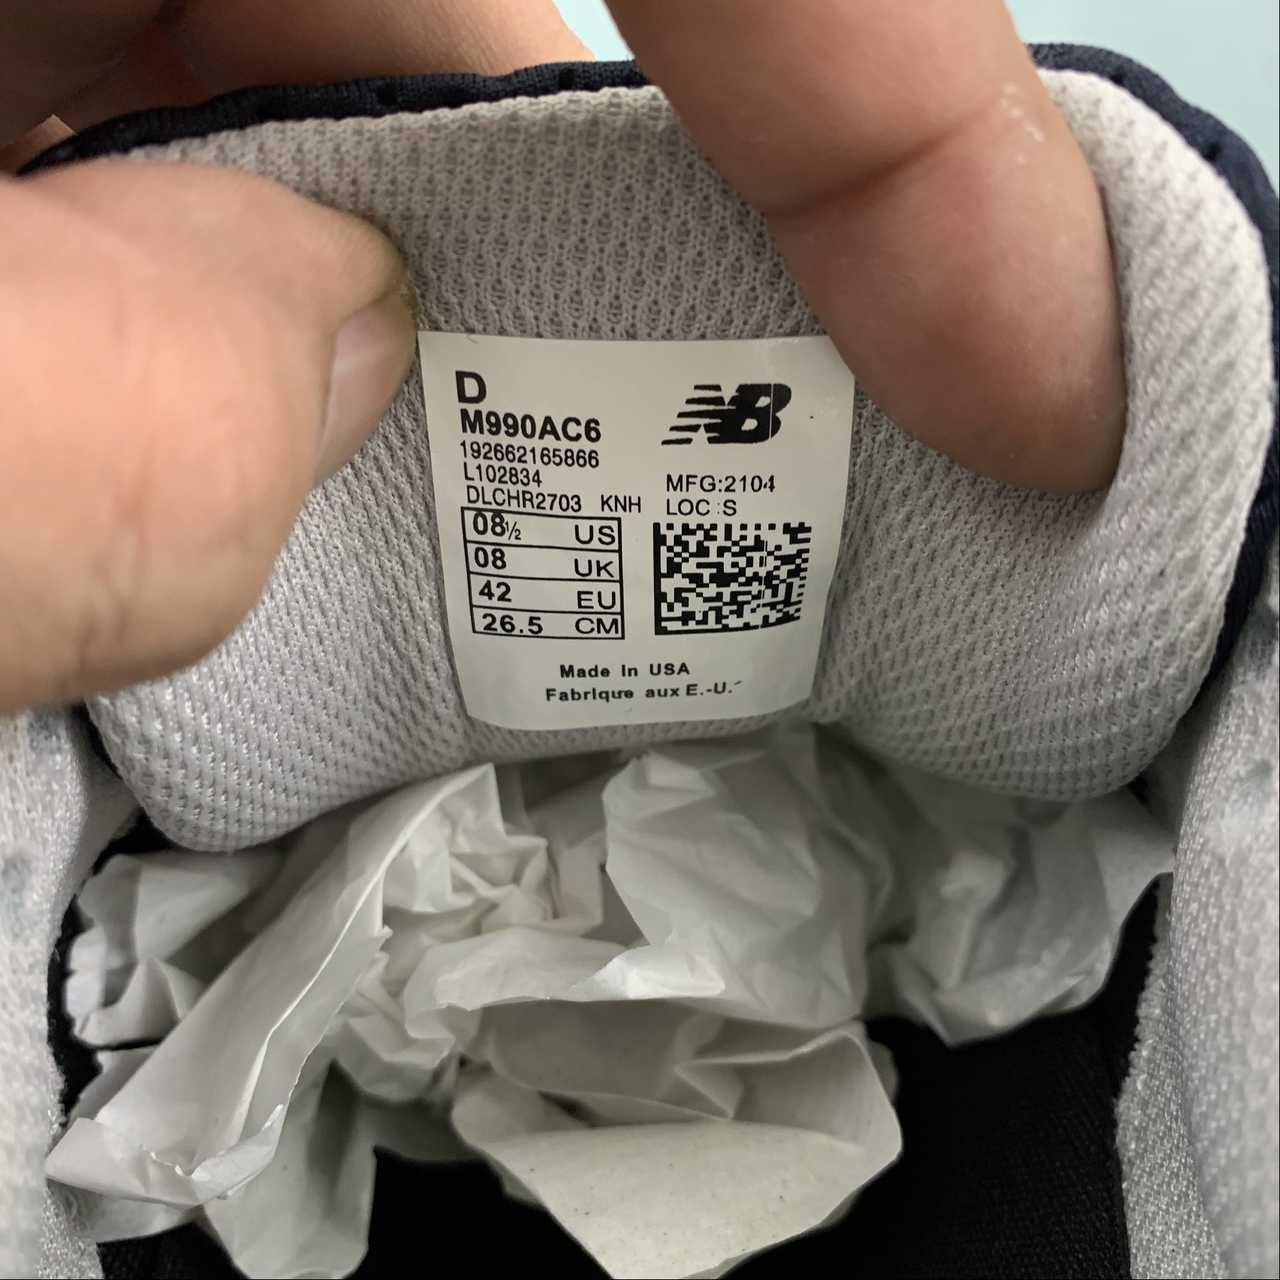 D
M990AC6
192662165866
L102834
DLCHR2703 KNH
NB
MFG:2104
LOC :S
08½ US
08 UK
42 EU
26.5 CM
Made in USA
Fabrique aux E.-U.